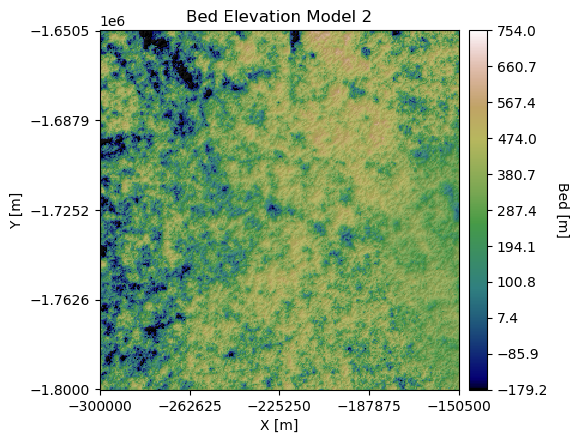 Bed Elevation Model 2
1e6
−1.6505
−1.6879
−1.7252
−1.7626
−1.8000
Y [m]
−300000 −262625 −225250 −187875 −150500
X [m]
754.0
660.7
567.4
474.0
380.7
287.4
194.1
100.8
7.4
−85.9
−179.2
Bed [m]